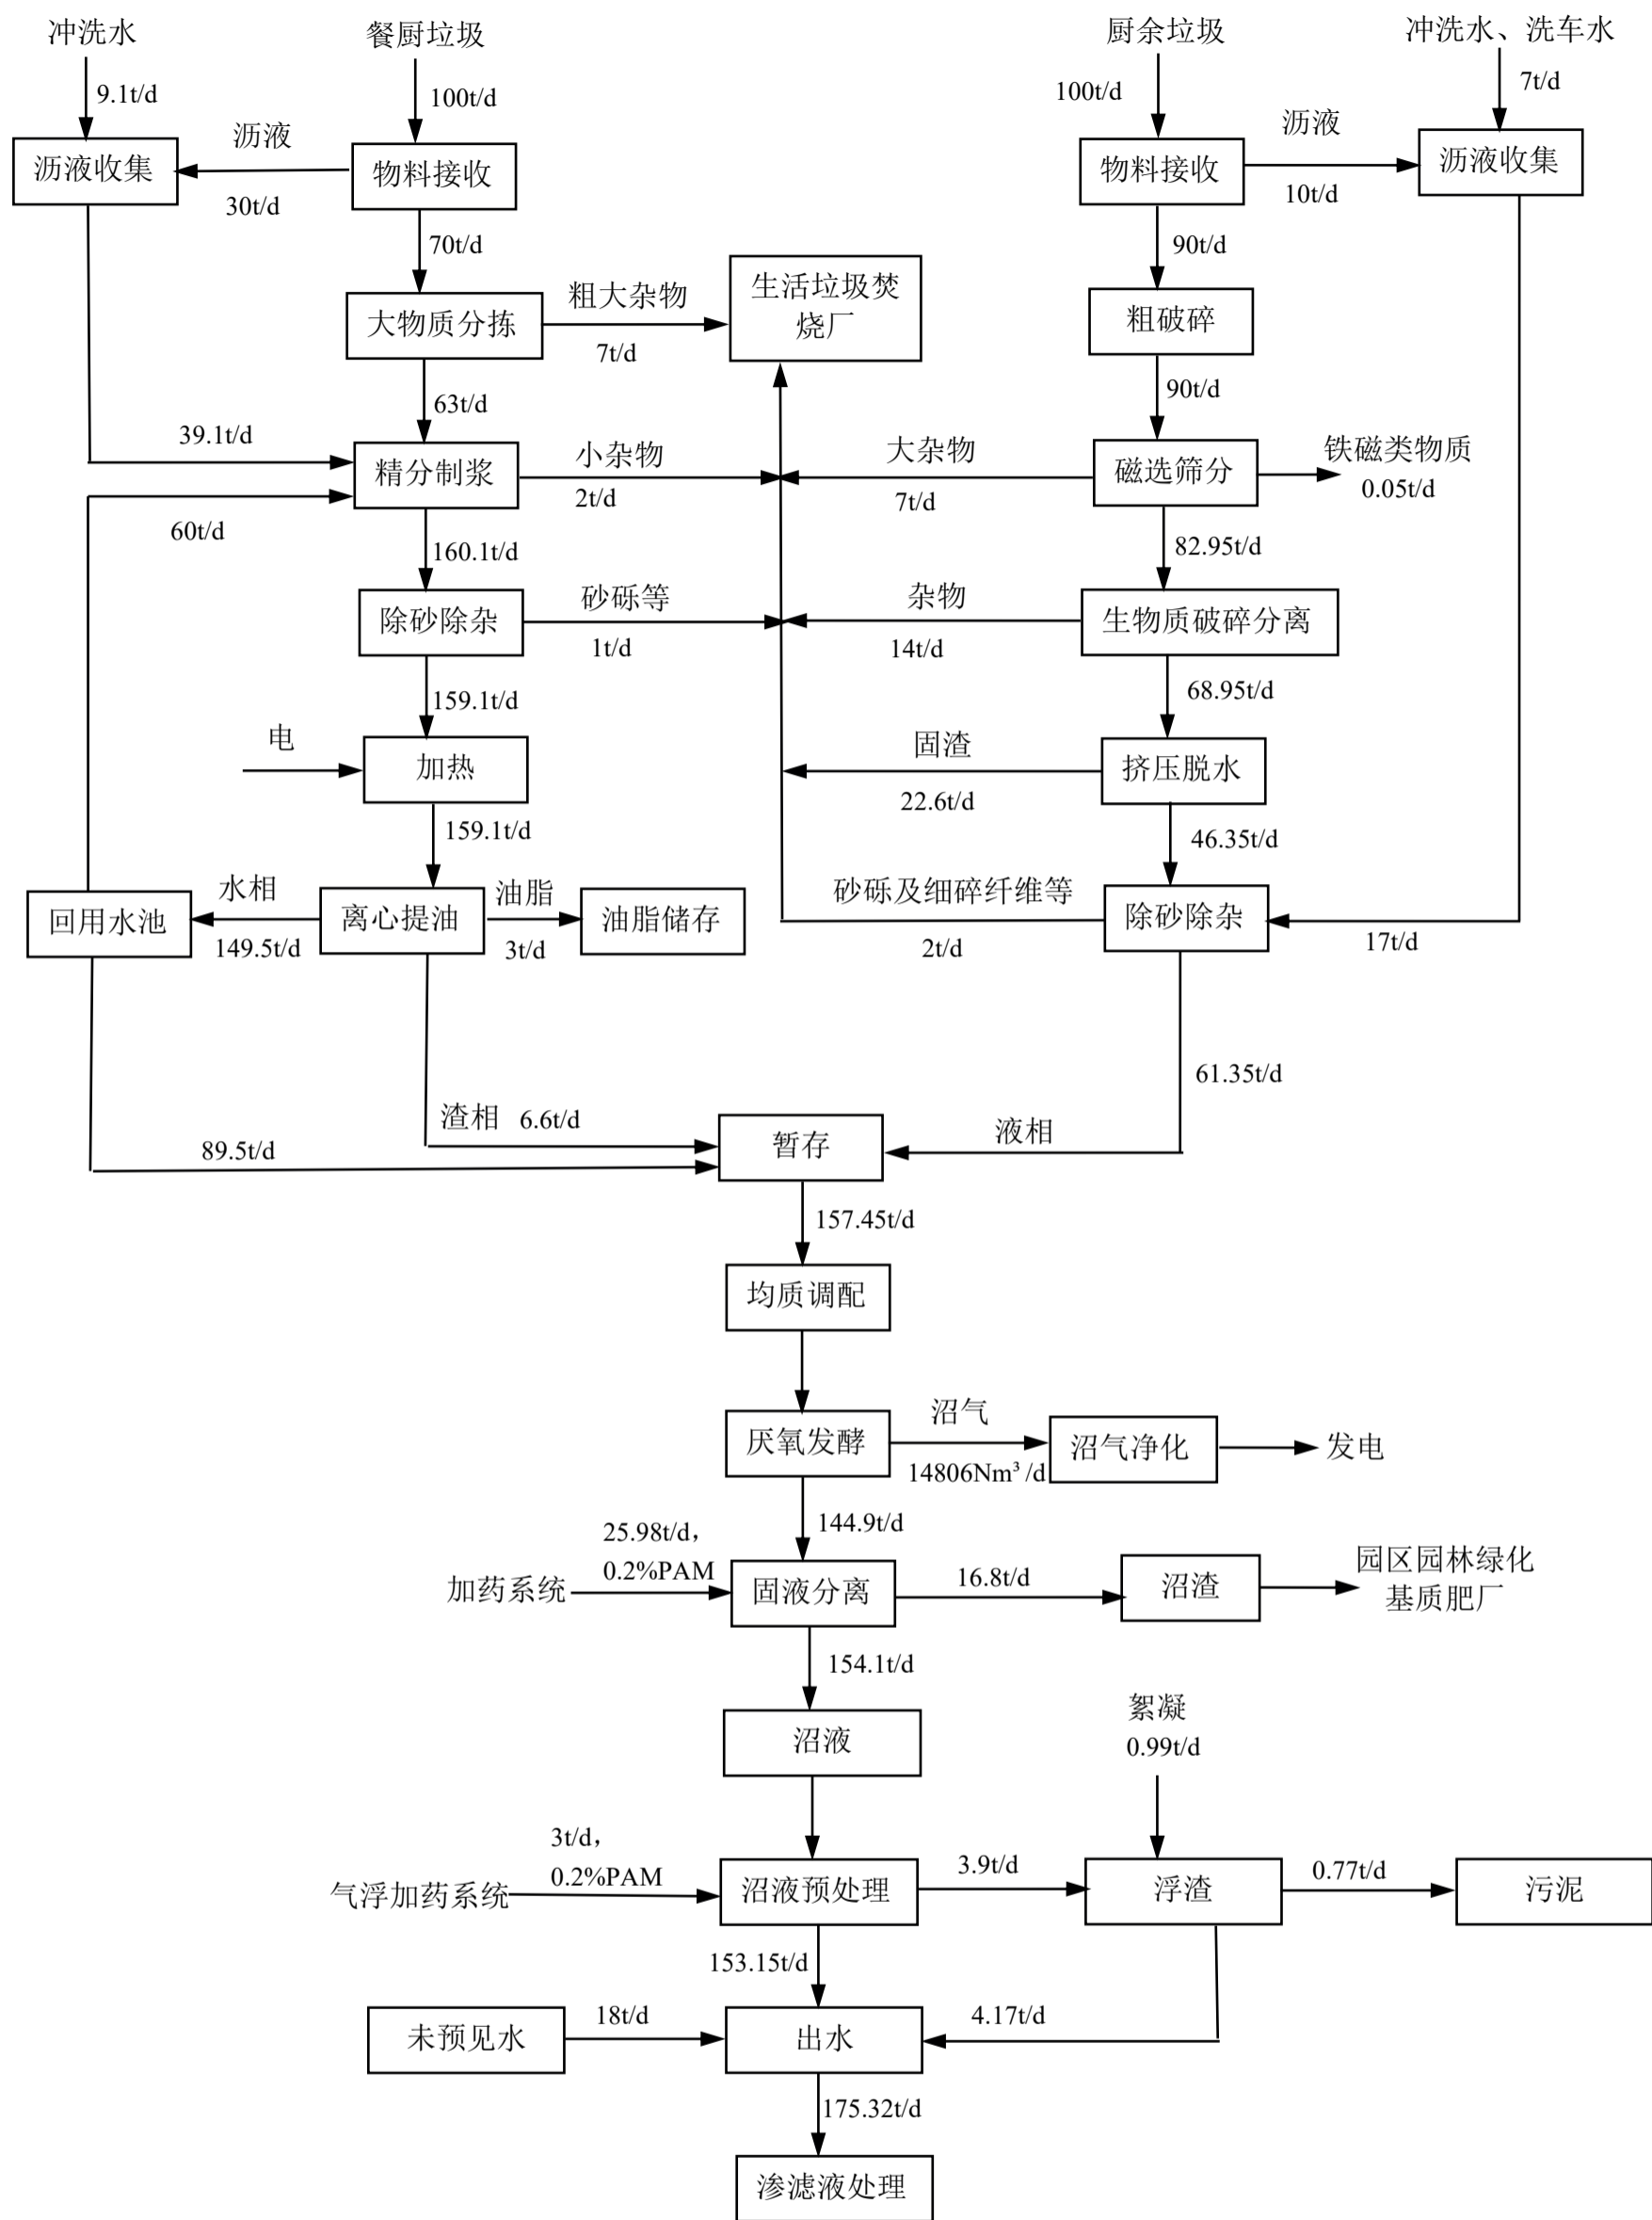 冲洗水
餐厨垃圾
厨余垃圾
冲洗水、洗车水
9.1t/d
100t/d
100t/d
7t/d
沥液收集
沥液
30t/d
物料接收
物料接收
沥液
10t/d
沥液收集
70t/d
90t/d
大物质分拣
粗大杂物
7t/d
生活垃圾焚
烧厂
粗破碎
63t/d
90t/d
39.1t/d
精分制浆
小杂物
2t/d
大杂物
7t/d
磁选筛分
铁磁类物质
0.05t/d
60t/d
160.1t/d
82.95t/d
除砂除杂
砂砾等
1t/d
杂物
14t/d
生物质破碎分离
159.1t/d
68.95t/d
电
加热
固渣
22.6t/d
挤压脱水
159.1t/d
46.35t/d
回用水池
水相
149.5t/d
离心提油
油脂
3t/d
油脂储存
砂砾及细碎纤维等
2t/d
除砂除杂
17t/d
61.35t/d
渣相 6.6t/d
89.5t/d
暂存
液相
157.45t/d
均质调配
厌氧发酵
沼气
14806Nm³/d
沼气净化
发电
144.9t/d
25.98t/d，
0.2%PAM
加药系统
固液分离
16.8t/d
沼渣
园区园林绿化
基质肥厂
154.1t/d
沼液
絮凝
0.99t/d
3t/d，
0.2%PAM
气浮加药系统
沼液预处理
3.9t/d
浮渣
0.77t/d
污泥
153.15t/d
未预见水
18t/d
出水
4.17t/d
175.32t/d
渗滤液处理